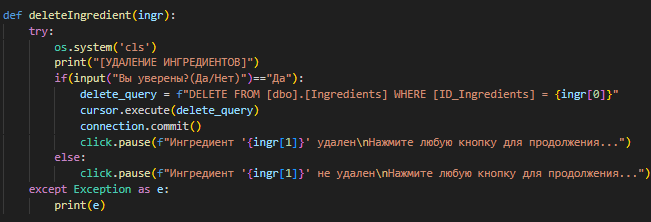 def deleteIngredient(ingr):
    try:
        os.system('cls')
        print("[УДАЛЕНИЕ ИНГРЕДИЕНТОВ]")
        if(input("Вы уверены?(Да/Нет)")=="Да"):
            delete_query = f"DELETE FROM [dbo].[Ingredients] WHERE [ID_Ingredients] = {ingr[0]}"
            cursor.execute(delete_query)
            connection.commit()
            click.pause(f"Ингредиент '{ingr[1]}' удален\nНажмите любую кнопку для продолжения...")
        else:
            click.pause(f"Ингредиент '{ingr[1]}' не удален\nНажмите любую кнопку для продолжения...")
    except Exception as e:
        print(e)